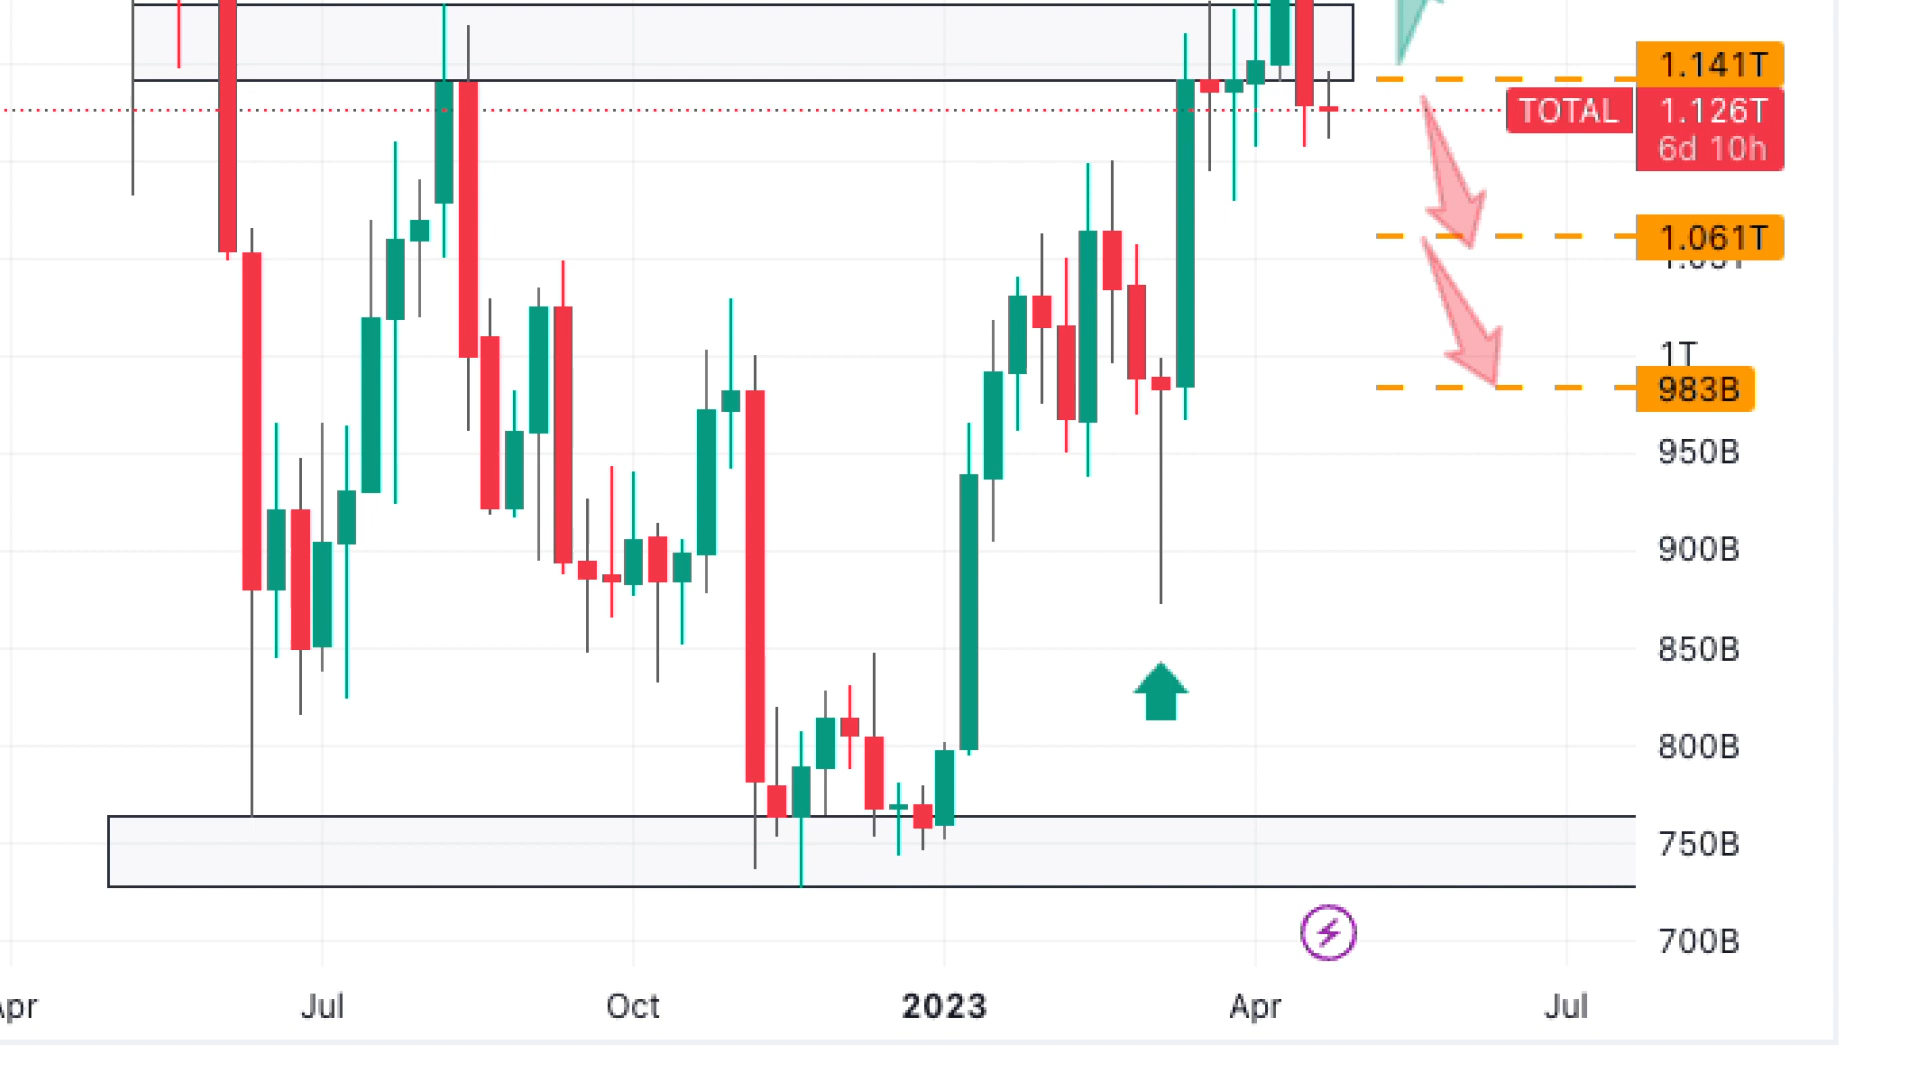 1.141T
TOTAL 1.126T
6d 10h
1.061T
1T
983B
950B
900B
850B
800B
750B
700B
Jul Oct 2023 Apr Jul